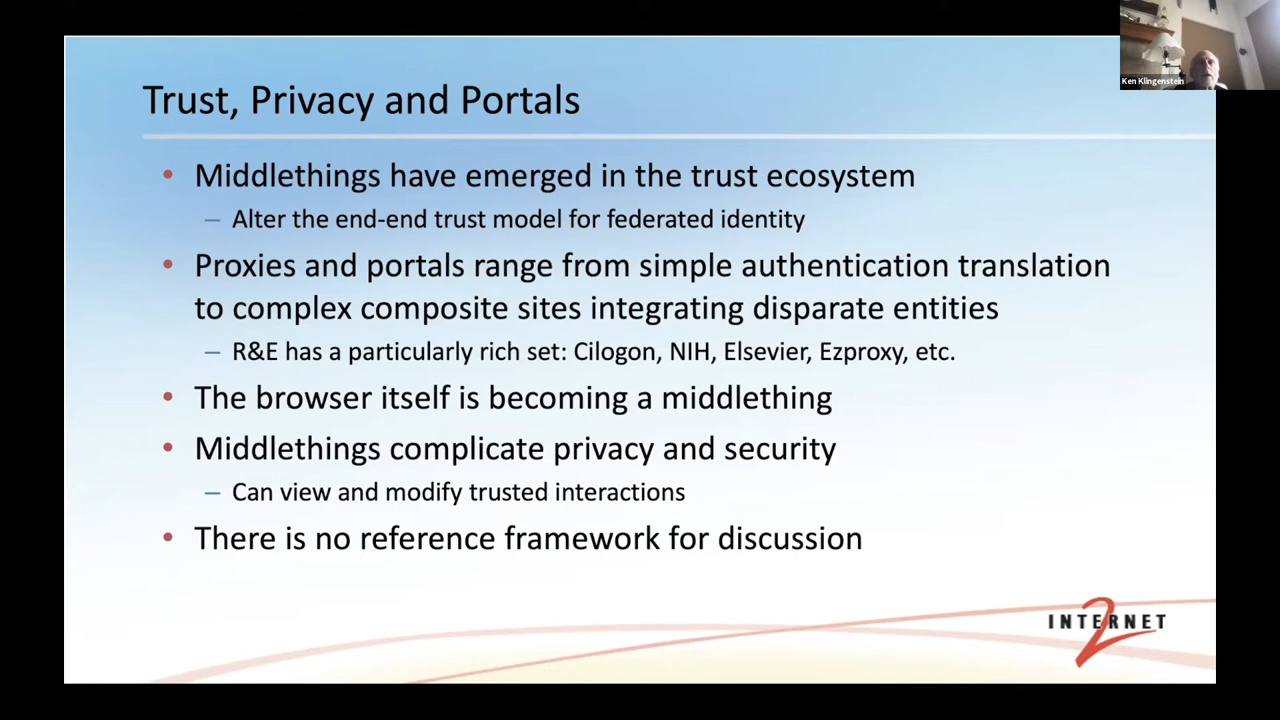 Ken Klingenstein
Trust, Privacy and Portals
• Middlethings have emerged in the trust ecosystem
– Alter the end-end trust model for federated identity
• Proxies and portals range from simple authentication translation
to complex composite sites integrating disparate entities
– R&E has a particularly rich set: Cilogon, NIH, Elsevier, Ezproxy, etc.
• The browser itself is becoming a middlething
• Middlethings complicate privacy and security
– Can view and modify trusted interactions
• There is no reference framework for discussion
INTERNET
2